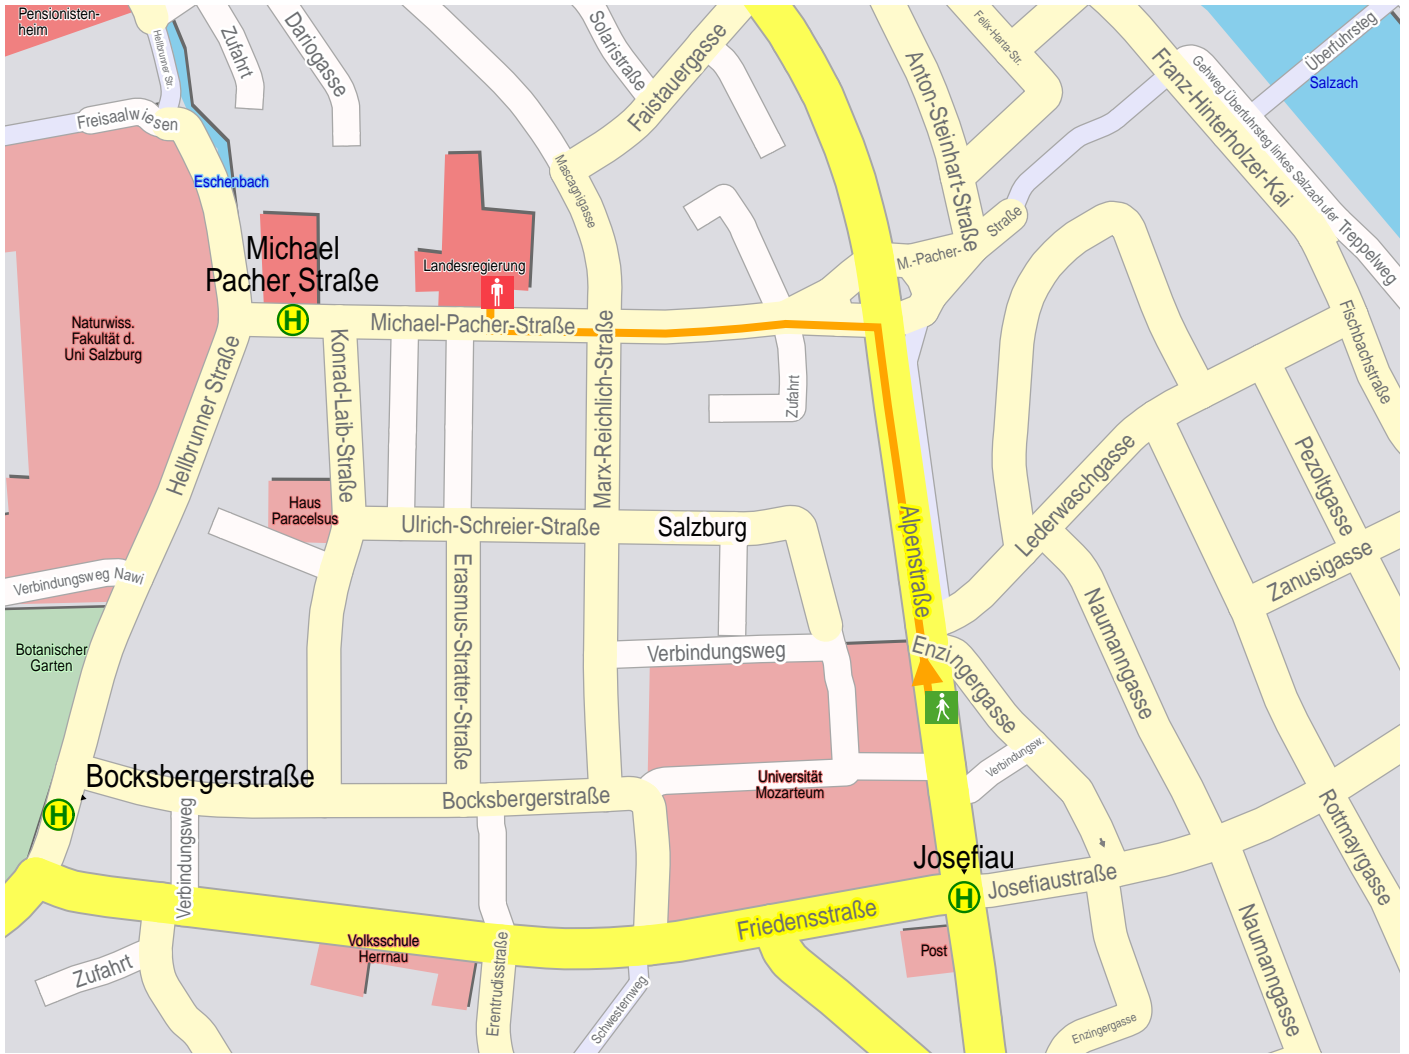 Pensionisten-
heim
Hellbrunner Str.
Zufahrt
Dariogasse
Solaristraße
Faistauergasse
Anton-Steinhart-Straße
Felix-Harta-Str.
Franz-Hinterholzer-Kai
Gehweg Überfuhrsteg linkes Salzachufer Treppelweg
Überfuhrsteg
Salzach
Freisaalwiesen
Eschenbach
Mascagnigasse
Michael
Pacher Straße
Landesregierung
M.-Pacher-
Straße
H
Michael-Pacher-Straße
Naturwiss.
Fakultät d.
Uni Salzburg
Hellbrunner Straße
Konrad-Laib-Straße
Marx-Reichlich-Straße
Zufahrt
Fischbachstraße
Lederwaschgasse
Pezoltgasse
Haus
Paracelsus
Ulrich-Schreier-Straße
Salzburg
Alpenstraße
Zanusigasse
Verbindungsweg Nawi
Erasmus-Stratter-Straße
Naumanngasse
Botanischer
Garten
Verbindungsweg
Enzingergasse
Verbindungsw.
Bocksbergerstraße
H
Bocksbergerstraße
Universität
Mozarteum
Verbindungsweg
Rottmayrgasse
Josefiau
H
Josefiaustraße
Friedensstraße
Volksschule
Herrnau
Post
Naumanngasse
Zufahrt
Erentrudisstraße
Schwesternweg
Enzingergasse